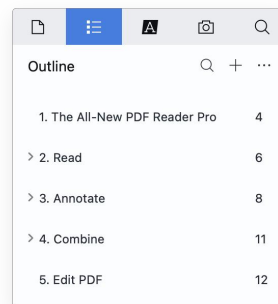 A
Outline
1. The All-New PDF Reader Pro 4
2. Read 6
3. Annotate 8
4. Combine 11
5. Edit PDF 12